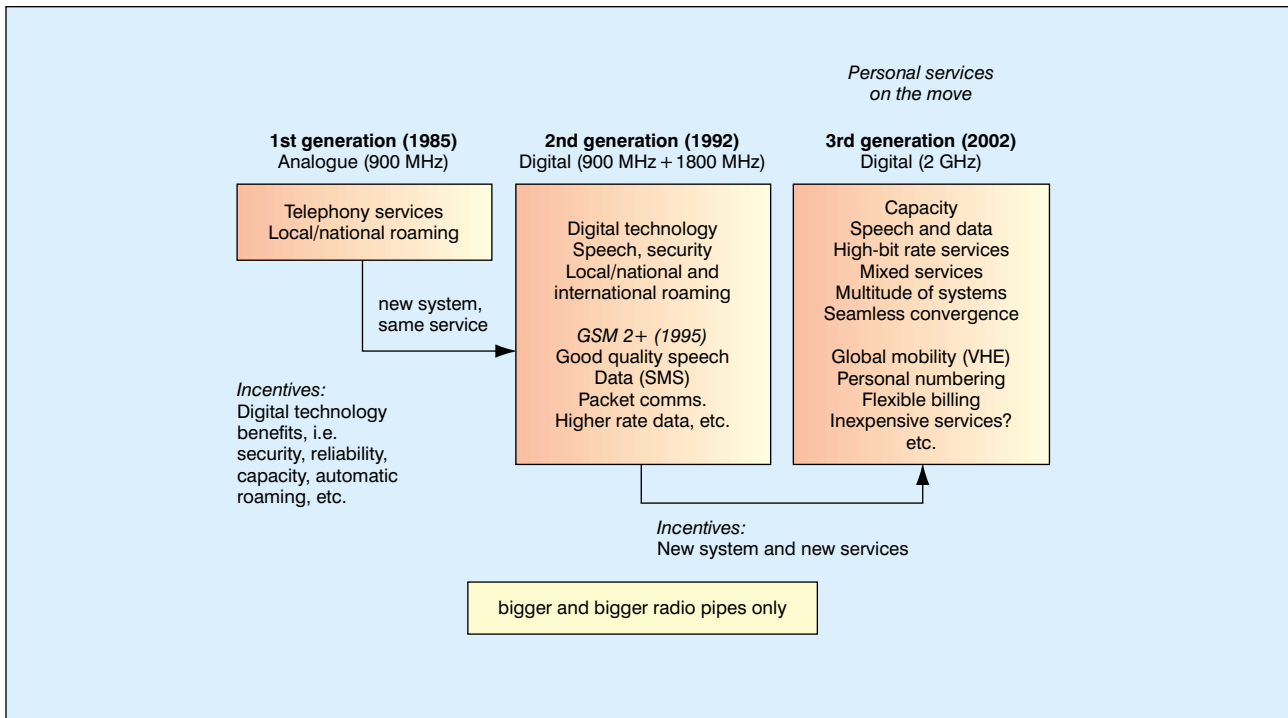 Personal services
on the move
1st generation (1985)
Analogue (900 MHz)
Telephony services
Local/national roaming
new system,
same service
Incentives:
Digital technology
benefits, i.e.
security, reliability,
capacity, automatic
roaming, etc.
2nd generation (1992)
Digital (900 MHz + 1800 MHz)
Digital technology
Speech, security
Local/national and
international roaming
GSM 2+ (1995)
Good quality speech
Data (SMS)
Packet comms.
Higher rate data, etc.
3rd generation (2002)
Digital (2 GHz)
Capacity
Speech and data
High-bit rate services
Mixed services
Multitude of systems
Seamless convergence
Global mobility (VHE)
Personal numbering
Flexible billing
Inexpensive services?
etc.
Incentives:
New system and new services
bigger and bigger radio pipes only